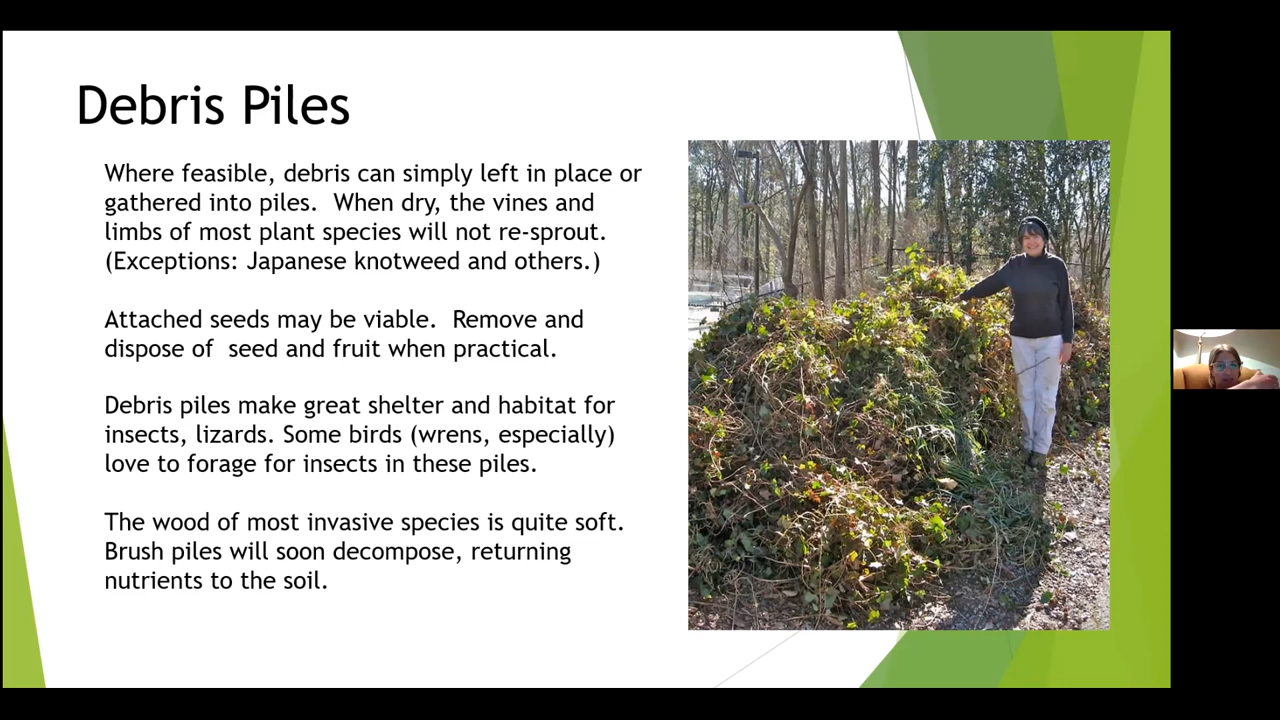 Debris Piles
Where feasible, debris can simply left in place or
gathered into piles.  When dry, the vines and
limbs of most plant species will not re-sprout.
(Exceptions: Japanese knotweed and others.)
Attached seeds may be viable.  Remove and
dispose of  seed and fruit when practical.
Debris piles make great shelter and habitat for
insects, lizards. Some birds (wrens, especially)
love to forage for insects in these piles.
The wood of most invasive species is quite soft.
Brush piles will soon decompose, returning
nutrients to the soil.